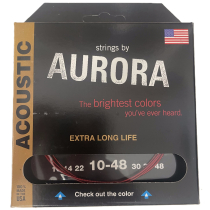 ACOUSTIC
strings by
AURORA
The brightest colors
you've ever heard.
EXTRA LONG LIFE
14 22 10-48 30 48
Check out the color
USA